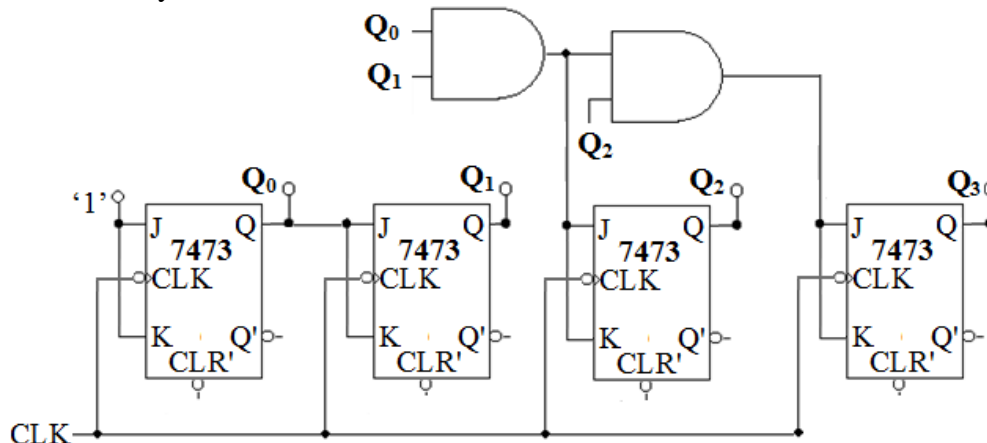 Q0
Q1
Q2
‘1’ Q0 Q1 Q2 Q3
J Q J Q J Q J Q
7473 7473 7473 7473
CLK CLK CLK CLK
K Q' K Q' K Q' K Q'
CLR' CLR' CLR' CLR'
CLK